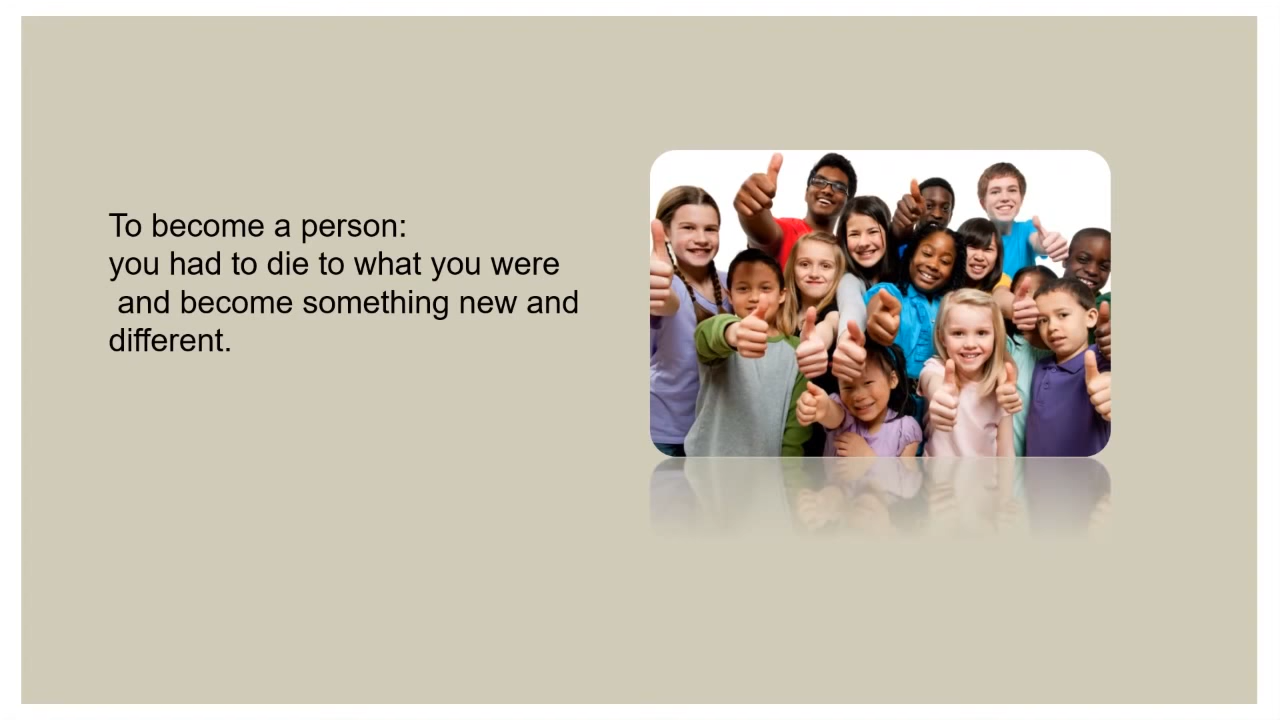 To become a person:
you had to die to what you were
and become something new and
different.